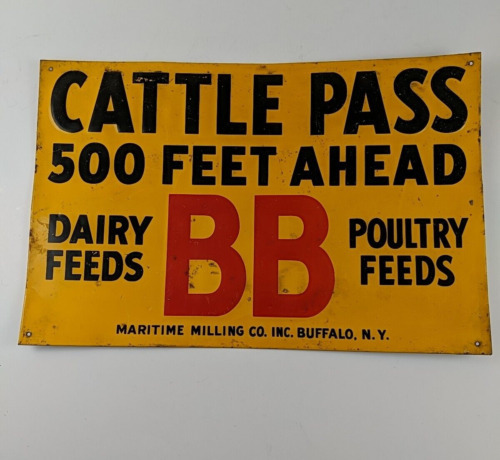 CATTLE PASS
500 FEET AHEAD
DAIRY FEEDS
BB
POULTRY FEEDS
MARITIME MILLING CO. INC. BUFFALO, N. Y.